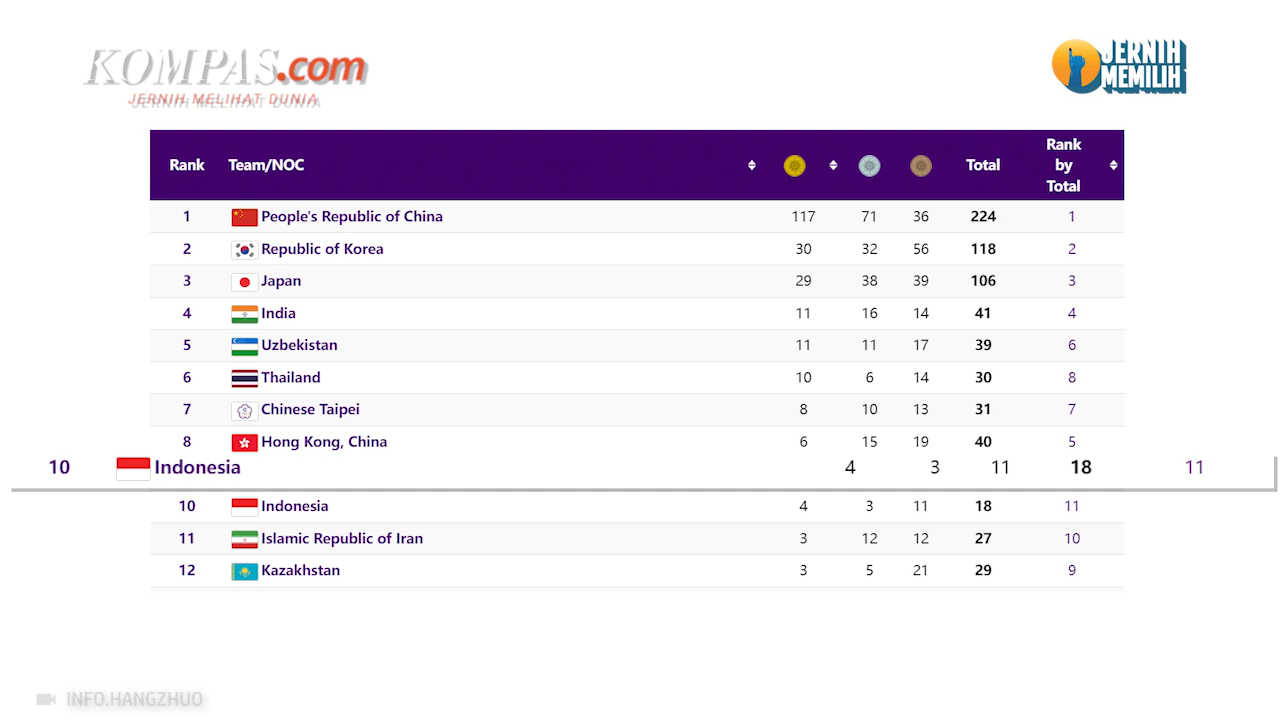 KOMPAS.com
JERNIH MELIHAT DUNIA
JERNIH
MEMILIH
Rank Team/NOC Total Rank by Total
1 People's Republic of China 117 71 36 224 1
2 Republic of Korea 30 32 56 118 2
3 Japan 29 38 39 106 3
4 India 11 16 14 41 4
5 Uzbekistan 11 11 17 39 6
6 Thailand 10 6 14 30 8
7 Chinese Taipei 8 10 13 31 7
8 Hong Kong, China 6 15 19 40 5
10 Indonesia 4 3 11 18 11
10 Indonesia 4 3 11 18 11
11 Islamic Republic of Iran 3 12 12 27 10
12 Kazakhstan 3 5 21 29 9
INFO.HANGZHUO